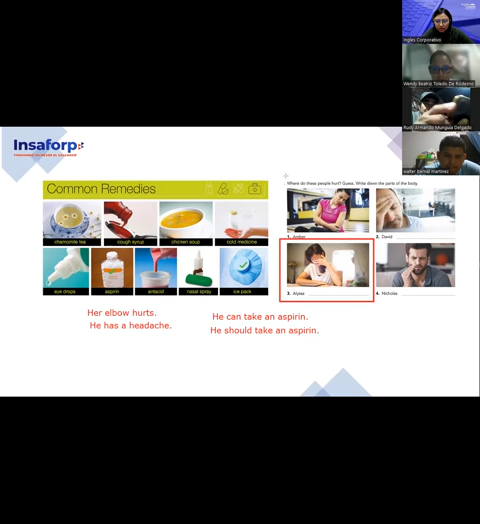 Ingles Corporativo
Wendy Beatriz Toledo De Rodezno
Rudy Armando Munguia Delgado
walter bernal martinez
Insaforp
Common Remedies
chamomile tea
cough syrup
chicken soup
cold medicine
eye drops
aspirin
antacid
nasal spray
ice pack
Where do these people hurt? Guess. Write down the parts of the body.
1. Amber
2. David
3. Alyssa
4. Nicholas
Her elbow hurts.
He has a headache.
He can take an aspirin.
He should take an aspirin.